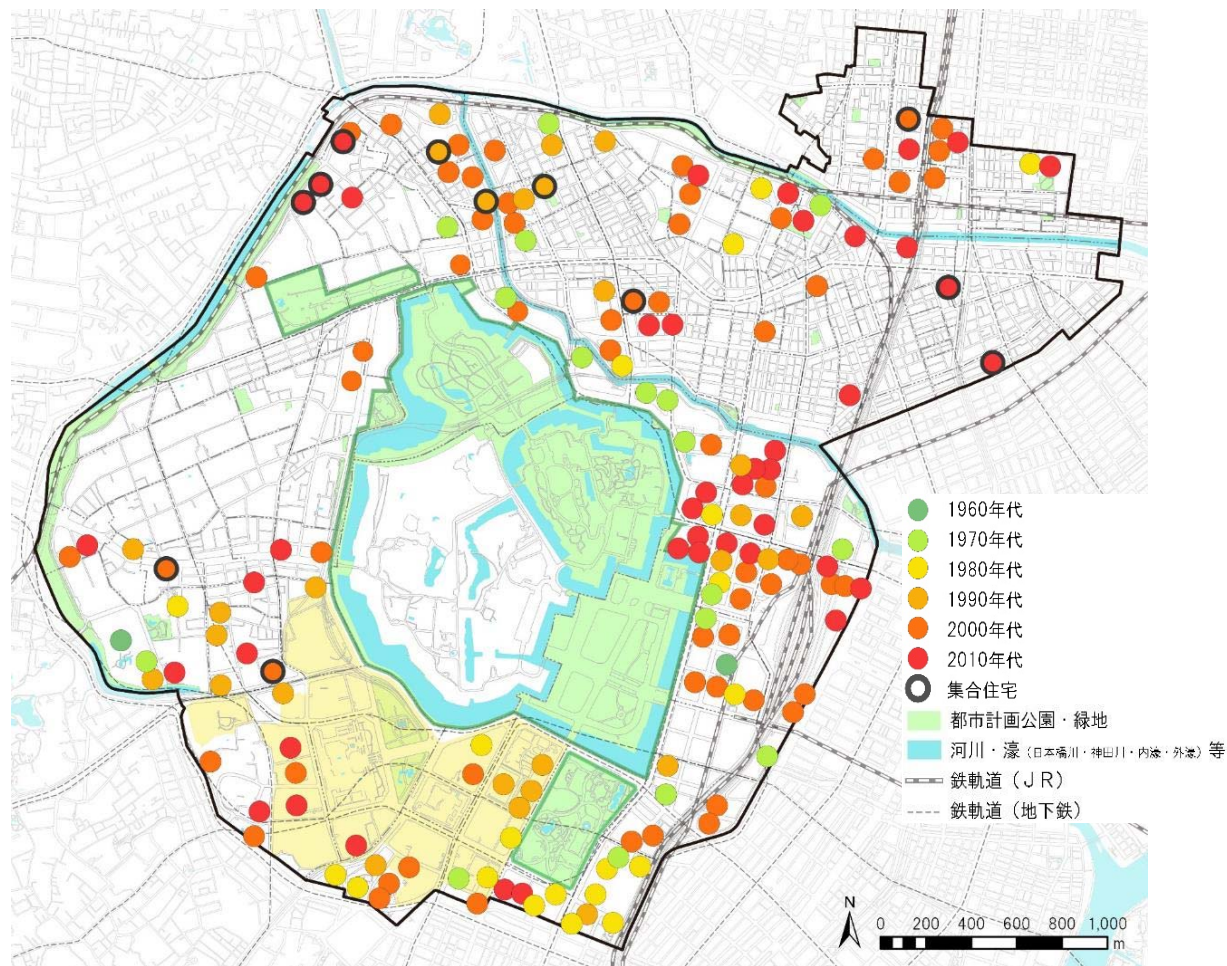 1960年代
1970年代
1980年代
1990年代
2000年代
2010年代
集合住宅
都市計画公園・緑地
河川・濠(日本橋川・神田川・内濠・外濠)等
鉄軌道(JR)
鉄軌道(地下鉄)
N
0 200 400 600 800 1,000
m